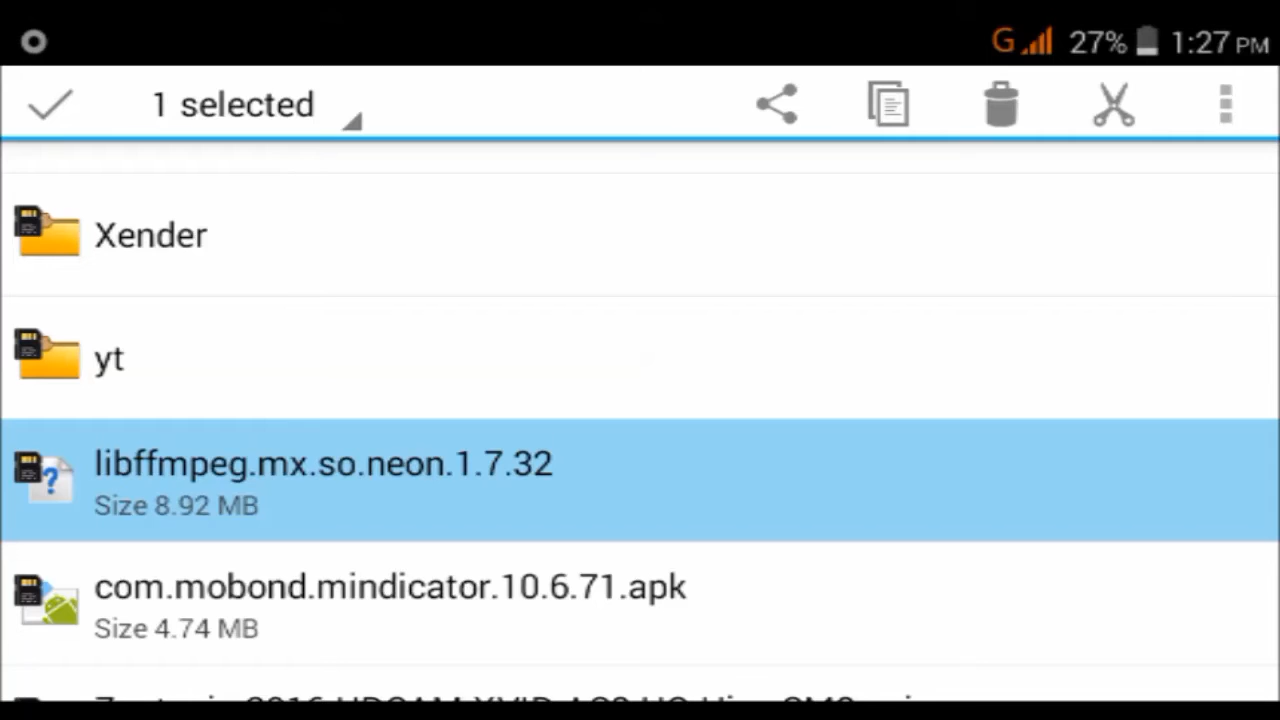 G 27% 1:27 PM
1 selected
Xender
yt
libffmpeg.mx.so.neon.1.7.32
Size 8.92 MB
com.mobond.mindicator.10.6.71.apk
Size 4.74 MB